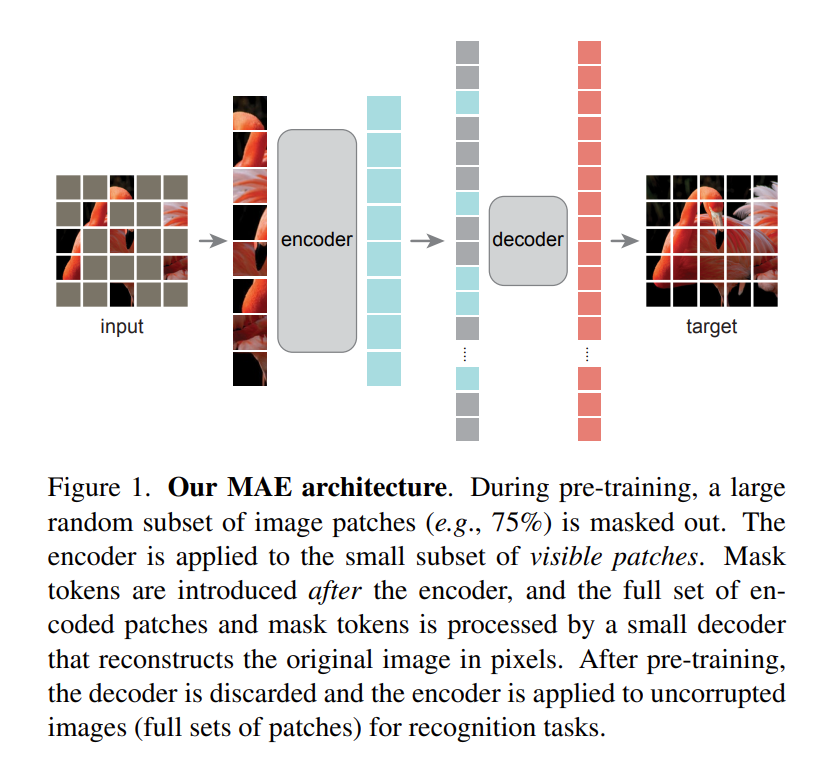 input
encoder
decoder
target
Figure 1. Our MAE architecture. During pre-training, a large
random subset of image patches (e.g., 75%) is masked out. The
encoder is applied to the small subset of visible patches. Mask
tokens are introduced after the encoder, and the full set of en-
coded patches and mask tokens is processed by a small decoder
that reconstructs the original image in pixels. After pre-training,
the decoder is discarded and the encoder is applied to uncorrupted
images (full sets of patches) for recognition tasks.